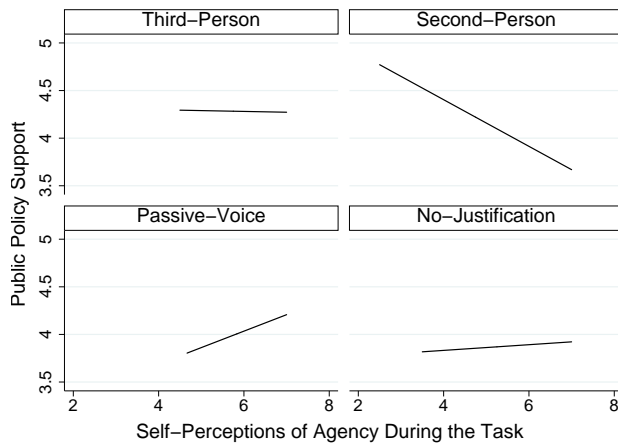 Third−Person
Second−Person
5
4.5
4
3.5
Passive−Voice
No−Justification
5
4.5
4
3.5
2
4
6
8
2
4
6
8
Public Policy Support
Self−Perceptions of Agency During the Task